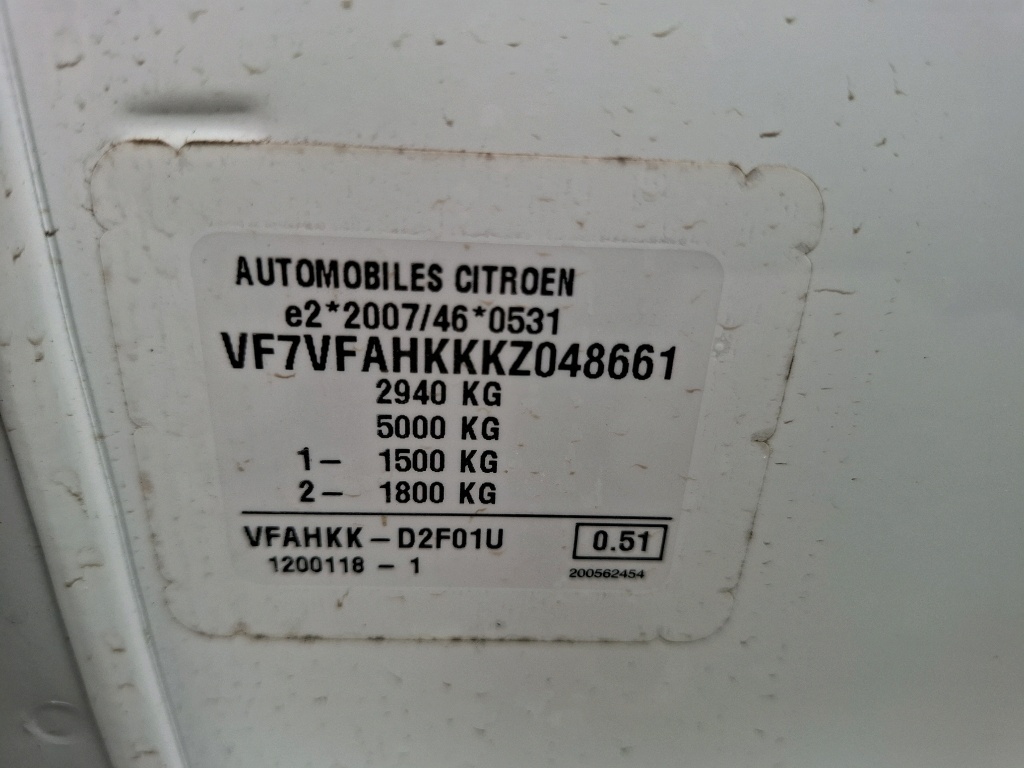 AUTOMOBILES CITROEN
e2*2007/46*0531
VF7VFAHKKKZ048661
2940 KG
5000 KG
1- 1500 KG
2- 1800 KG
VFAHKK-D2F01U 0.51
1200118 - 1 200562454